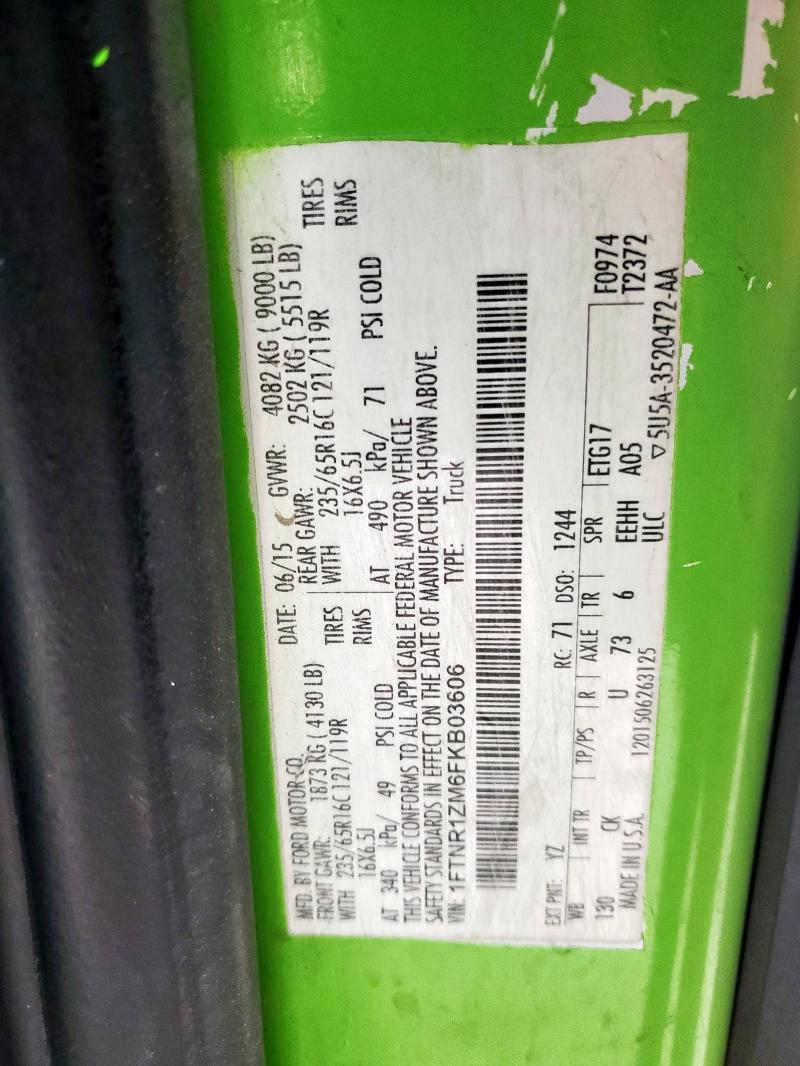 MFD. BY FORD MOTOR CO. DATE: 06/15 GVWR: 4082 KG ( 9000 LB)
FRONT GAWR: 1873 KG ( 4130 LB) REAR GAWR: 2502 KG ( 5515 LB)
WITH 235/65R16C 121/119R TIRES WITH 235/65R16C 121/119R TIRES
16X6.5J RIMS 16X6.5J RIMS
AT 340 kPa/ 49 PSI COLD AT 490 kPa/ 71 PSI COLD
THIS VEHICLE CONFORMS TO ALL APPLICABLE FEDERAL MOTOR VEHICLE
SAFETY STANDARDS IN EFFECT ON THE DATE OF MANUFACTURE SHOWN ABOVE.
VIN: 1FTNR1ZM6FKB03606 TYPE: Truck
EXT PNT: YZ RC: 71 DSO: 1244
WB INT TR TP/PS R AXLE TR SPR ETG17 F0974
130 CK U 73 6 EEHH A05 T2372
MADE IN U.S.A. 1201506263125 ULC ▽5U5A-3520472-AA